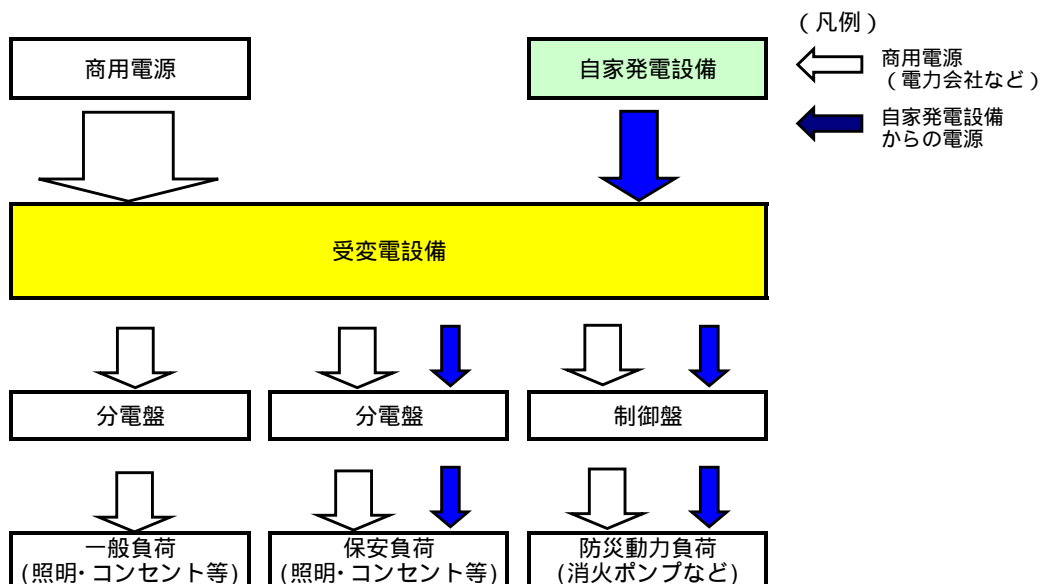 (凡例)
商用電源
自家発電設備
商用電源
(電力会社など)
自家発電設備
からの電源
受変電設備
分電盤
分電盤
制御盤
一般負荷
(照明・コンセント等)
保安負荷
(照明・コンセント等)
防災動力負荷
(消火ポンプなど)